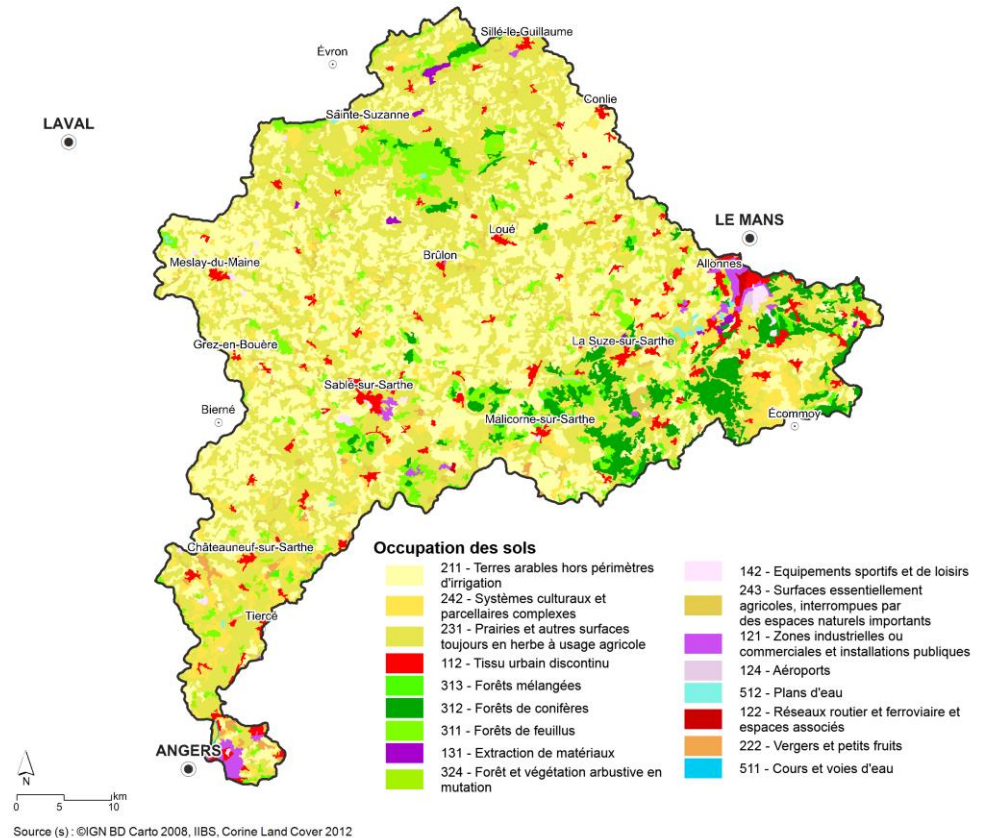 Sillé-le-Guillaume
Évron
Conlie
Sainte-Suzanne
LAVAL
LE MANS
Loué
Brûlon
Meslay-du-Maine
Allonnes
La Suze-sur-Sarthe
Grez-en-Bouère
Sablé-sur-Sarthe
Bierné
Malicorne-sur-Sarthe
Écommoy
Châteauneuf-sur-Sarthe
Tiercé
ANGERS
Occupation des sols
211 - Terres arables hors périmètres
d'irrigation
242 - Systèmes culturaux et
parcellaires complexes
231 - Prairies et autres surfaces
toujours en herbe à usage agricole
112 - Tissu urbain discontinu
313 - Forêts mélangées
312 - Forêts de conifères
311 - Forêts de feuillus
131 - Extraction de matériaux
324 - Forêt et végétation arbustive en
mutation
142 - Equipements sportifs et de loisirs
243 - Surfaces essentiellement
agricoles, interrompues par
des espaces naturels importants
121 - Zones industrielles ou
commerciales et installations publiques
124 - Aéroports
512 - Plans d'eau
122 - Réseaux routier et ferroviaire et
espaces associés
222 - Vergers et petits fruits
511 - Cours et voies d'eau
N
km
0 5 10
Source (s) : ©IGN BD Carto 2008, IIBS, Corine Land Cover 2012